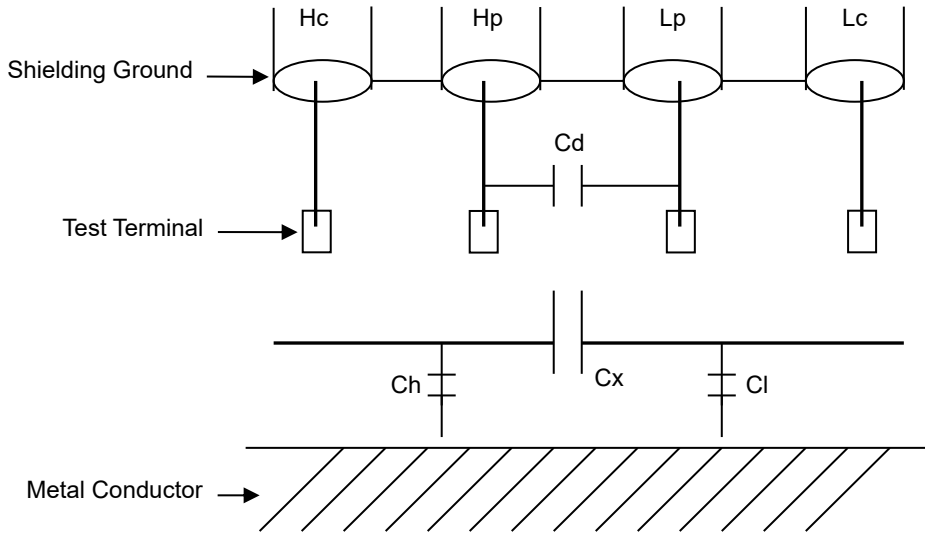 Hc
Hp
Lp
Lc
Shielding Ground
Cd
Test Terminal
Ch
Cx
Cl
Metal Conductor